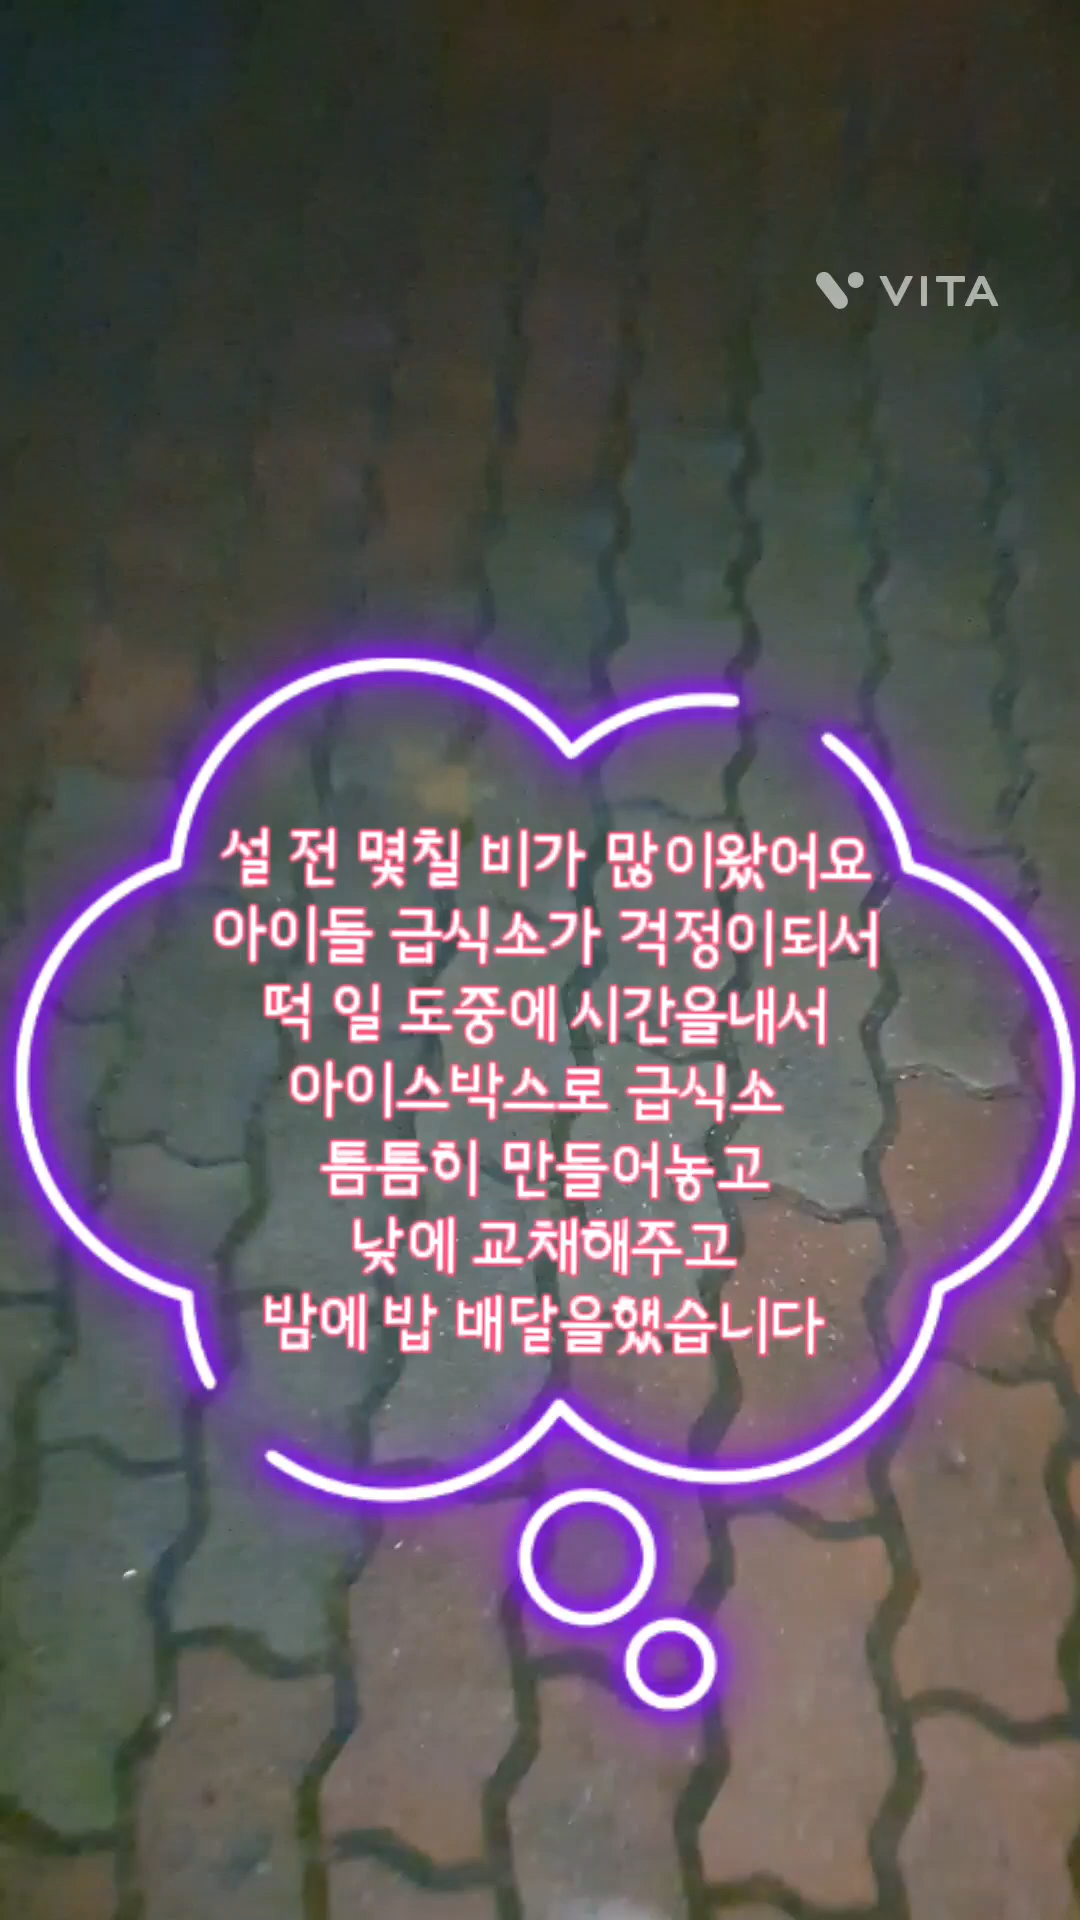 VITA
설 전 몇칠 비가 많이왔어요
아이들 급식소가 걱정이되서
떡 일 도중에 시간을내서
아이스박스로 급식소
틈틈히 만들어놓고
낮에 교채해주고
밤에 밥 배달을했습니다